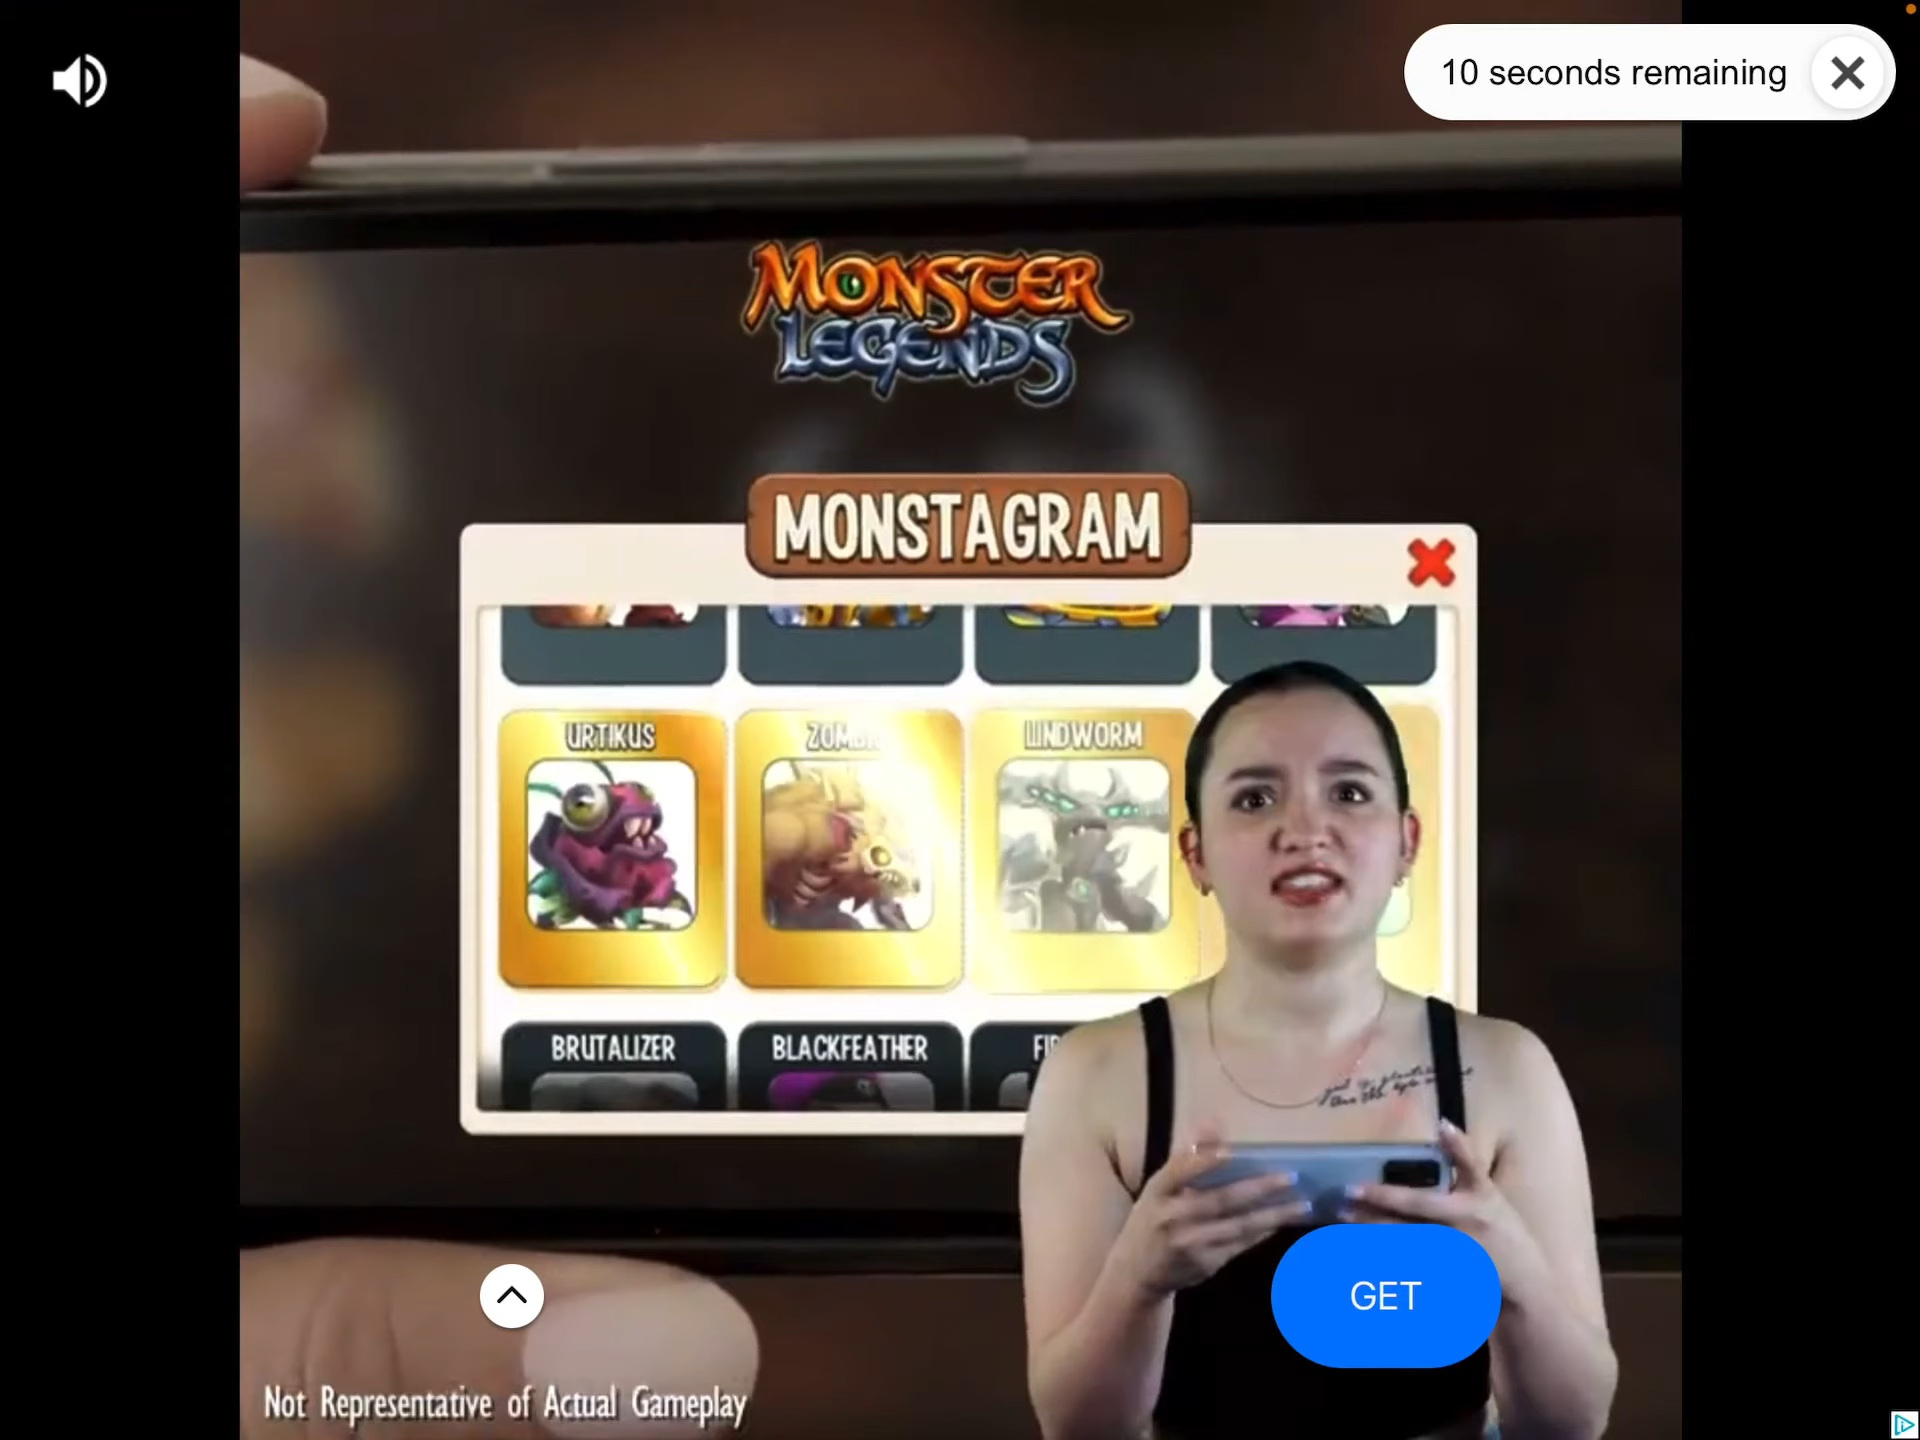 10 seconds remaining
MONSTER
LEGENDS
MONSTAGRAM
URTIKUS
LINDWORM
BRUTALIZER
BLACKFEATHER
GET
Not Representative of Actual Gameplay